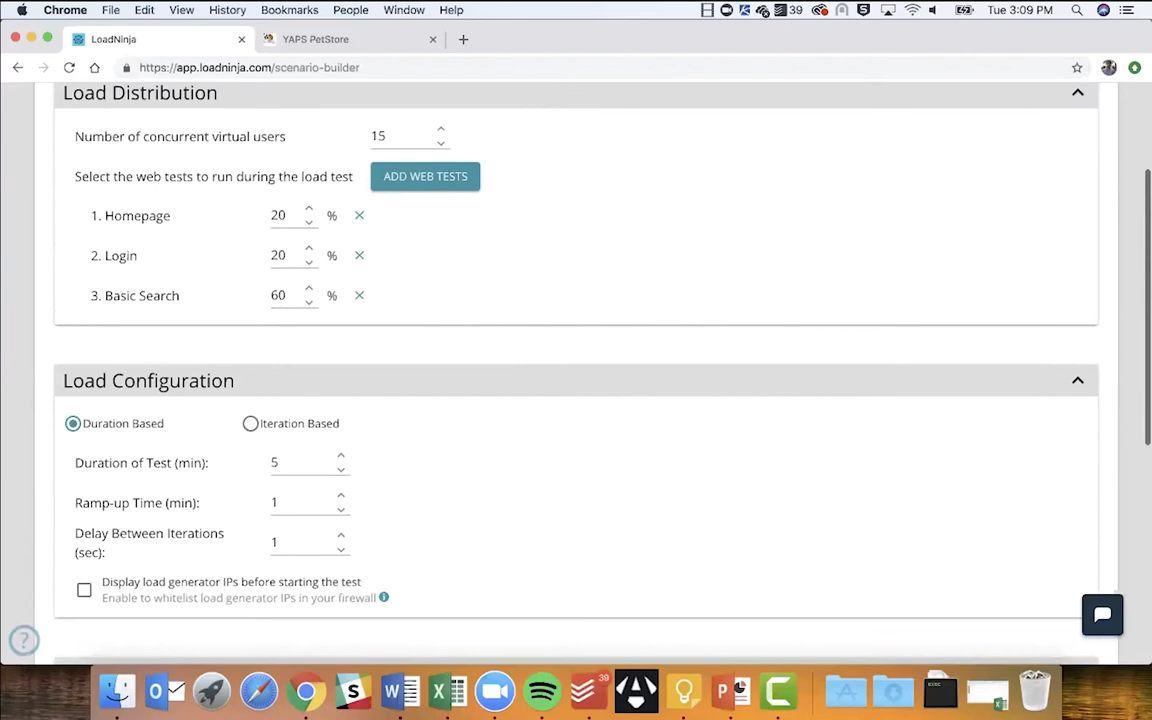 Chrome File Edit View History Bookmarks People Window Help 39 Tue 3:09 PM
LoadNinja YAPS PetStore
https://app.loadninja.com/scenario-builder
Load Distribution
Number of concurrent virtual users 15
Select the web tests to run during the load test ADD WEB TESTS
1. Homepage 20 %
2. Login 20 %
3. Basic Search 60 %
Load Configuration
Duration Based Iteration Based
Duration of Test (min): 5
Ramp-up Time (min): 1
Delay Between Iterations
(sec): 1
Display load generator IPs before starting the test
Enable to whitelist load generator IPs in your firewall
?
39